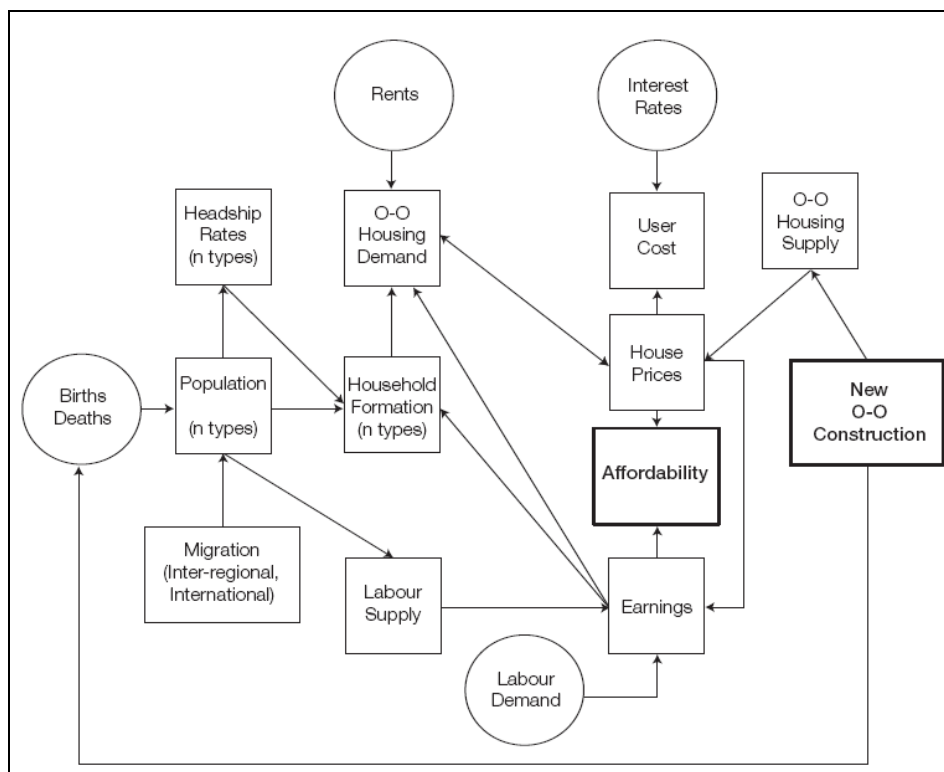 Rents
Interest
Rates
Headship
Rates
(n types)
O-O
Housing
Demand
User
Cost
O-O
Housing
Supply
Births
Deaths
Population
(n types)
Household
Formation
(n types)
House
Prices
New
O-O
Construction
Affordability
Migration
(Inter-regional,
International)
Labour
Supply
Earnings
Labour
Demand